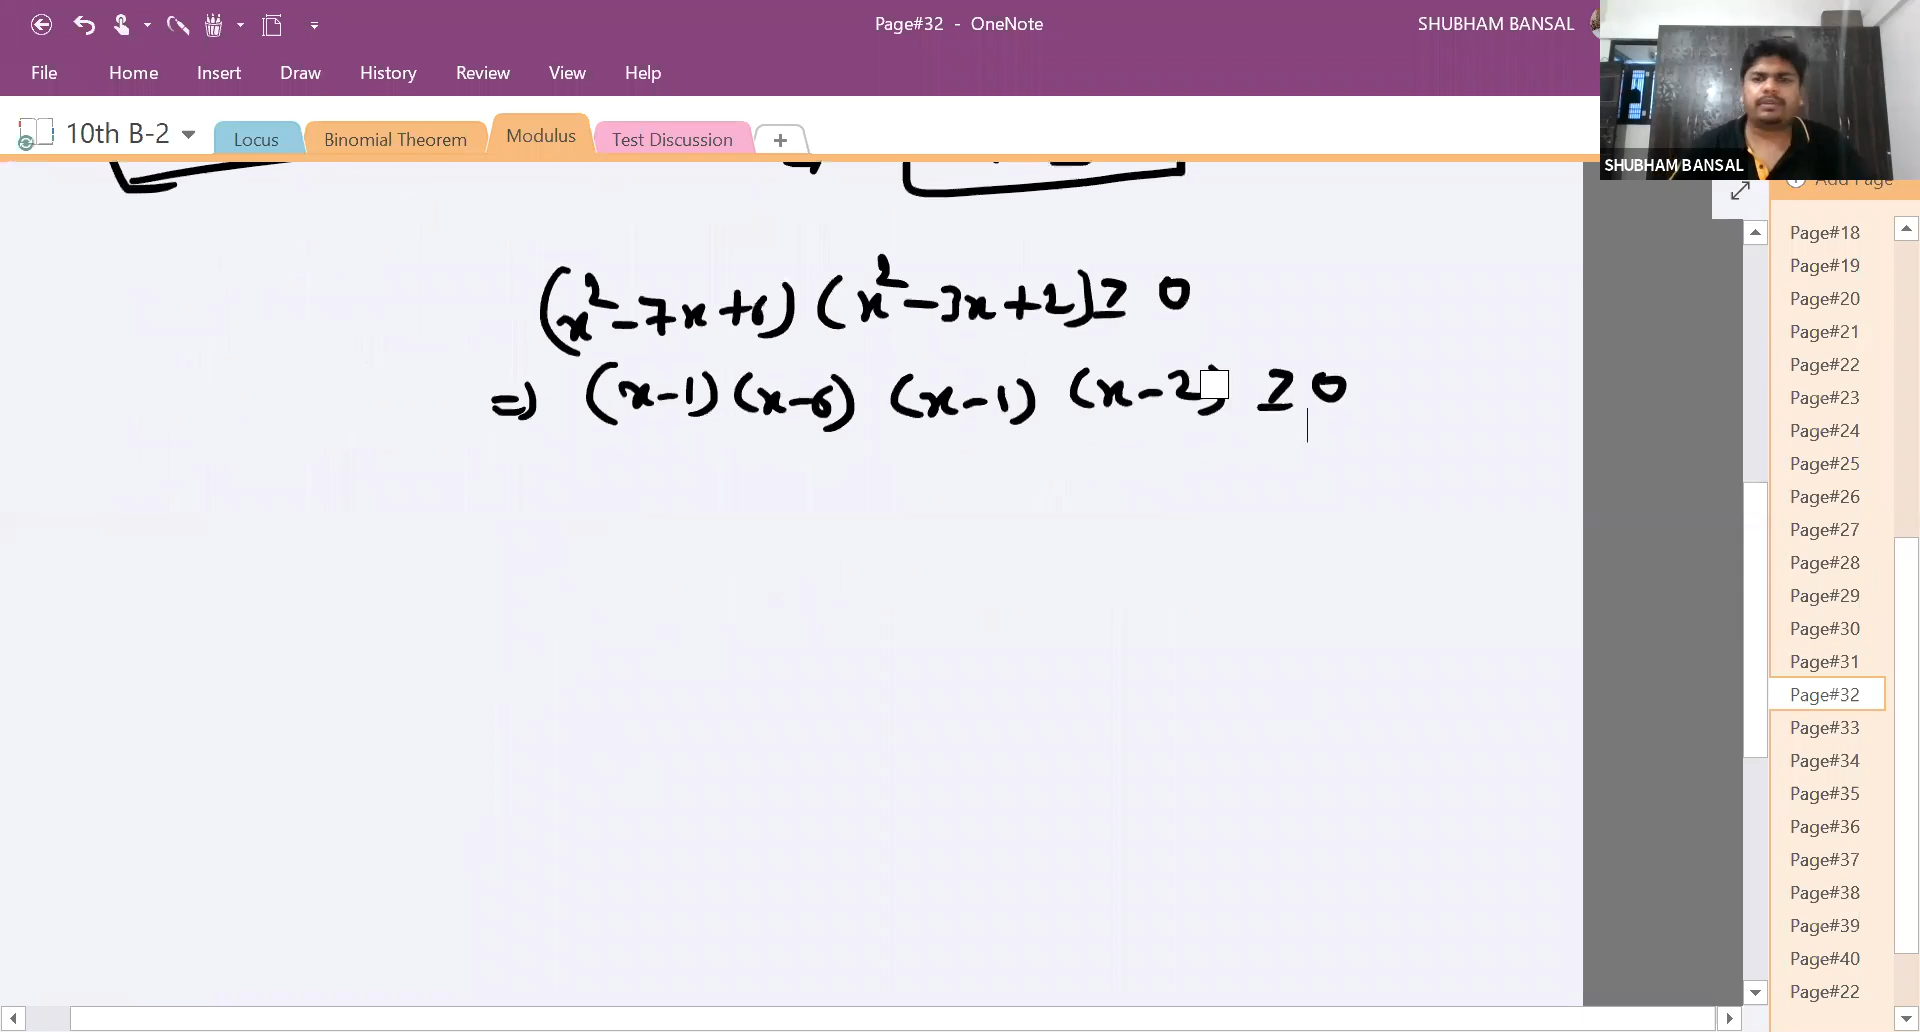 Page#32 - OneNote
SHUBHAM BANSAL
File Home Insert Draw History Review View Help
10th B-2
Locus Binomial Theorem Modulus Test Discussion
SHUBHAM BANSAL
Add Page
(x²-7x+6) (x²-3x+2) ≥ 0
=) (x-1) (x-6) (x-1) (x-2) ≥ 0
Page#18
Page#19
Page#20
Page#21
Page#22
Page#23
Page#24
Page#25
Page#26
Page#27
Page#28
Page#29
Page#30
Page#31
Page#32
Page#33
Page#34
Page#35
Page#36
Page#37
Page#38
Page#39
Page#40
Page#22